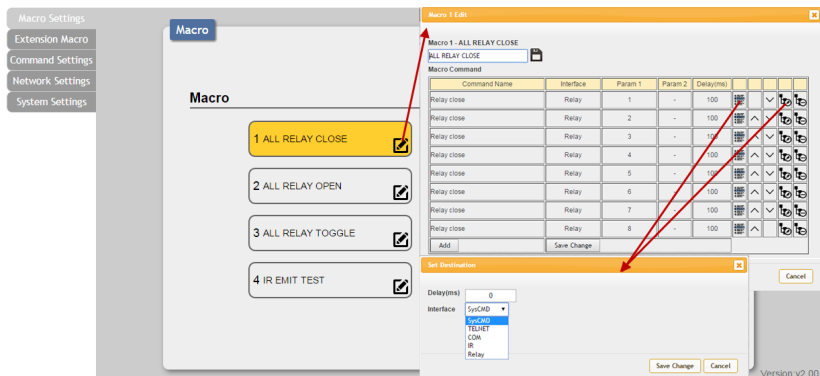 Macro Settings
Extension Macro
Command Settings
Network Settings
System Settings
Macro
Macro
1 ALL RELAY CLOSE
2 ALL RELAY OPEN
3 ALL RELAY TOGGLE
4 IR EMIT TEST
Macro 1 Edit
Macro 1 - ALL RELAY CLOSE
ALL RELAY CLOSE
Macro Command
Command Name Interface Param 1 Param 2 Delay(ms)
Relay close Relay 1 - 100
Relay close Relay 2 - 100
Relay close Relay 3 - 100
Relay close Relay 4 - 100
Relay close Relay 5 - 100
Relay close Relay 6 - 100
Relay close Relay 7 - 100
Relay close Relay 8 - 100
Add Save Change
Cancel
Set Destination
Delay(ms) 0
Interface SysCMD
SysCMD
TELNET
COM
IR
Relay
Save Change Cancel
Version v2.00